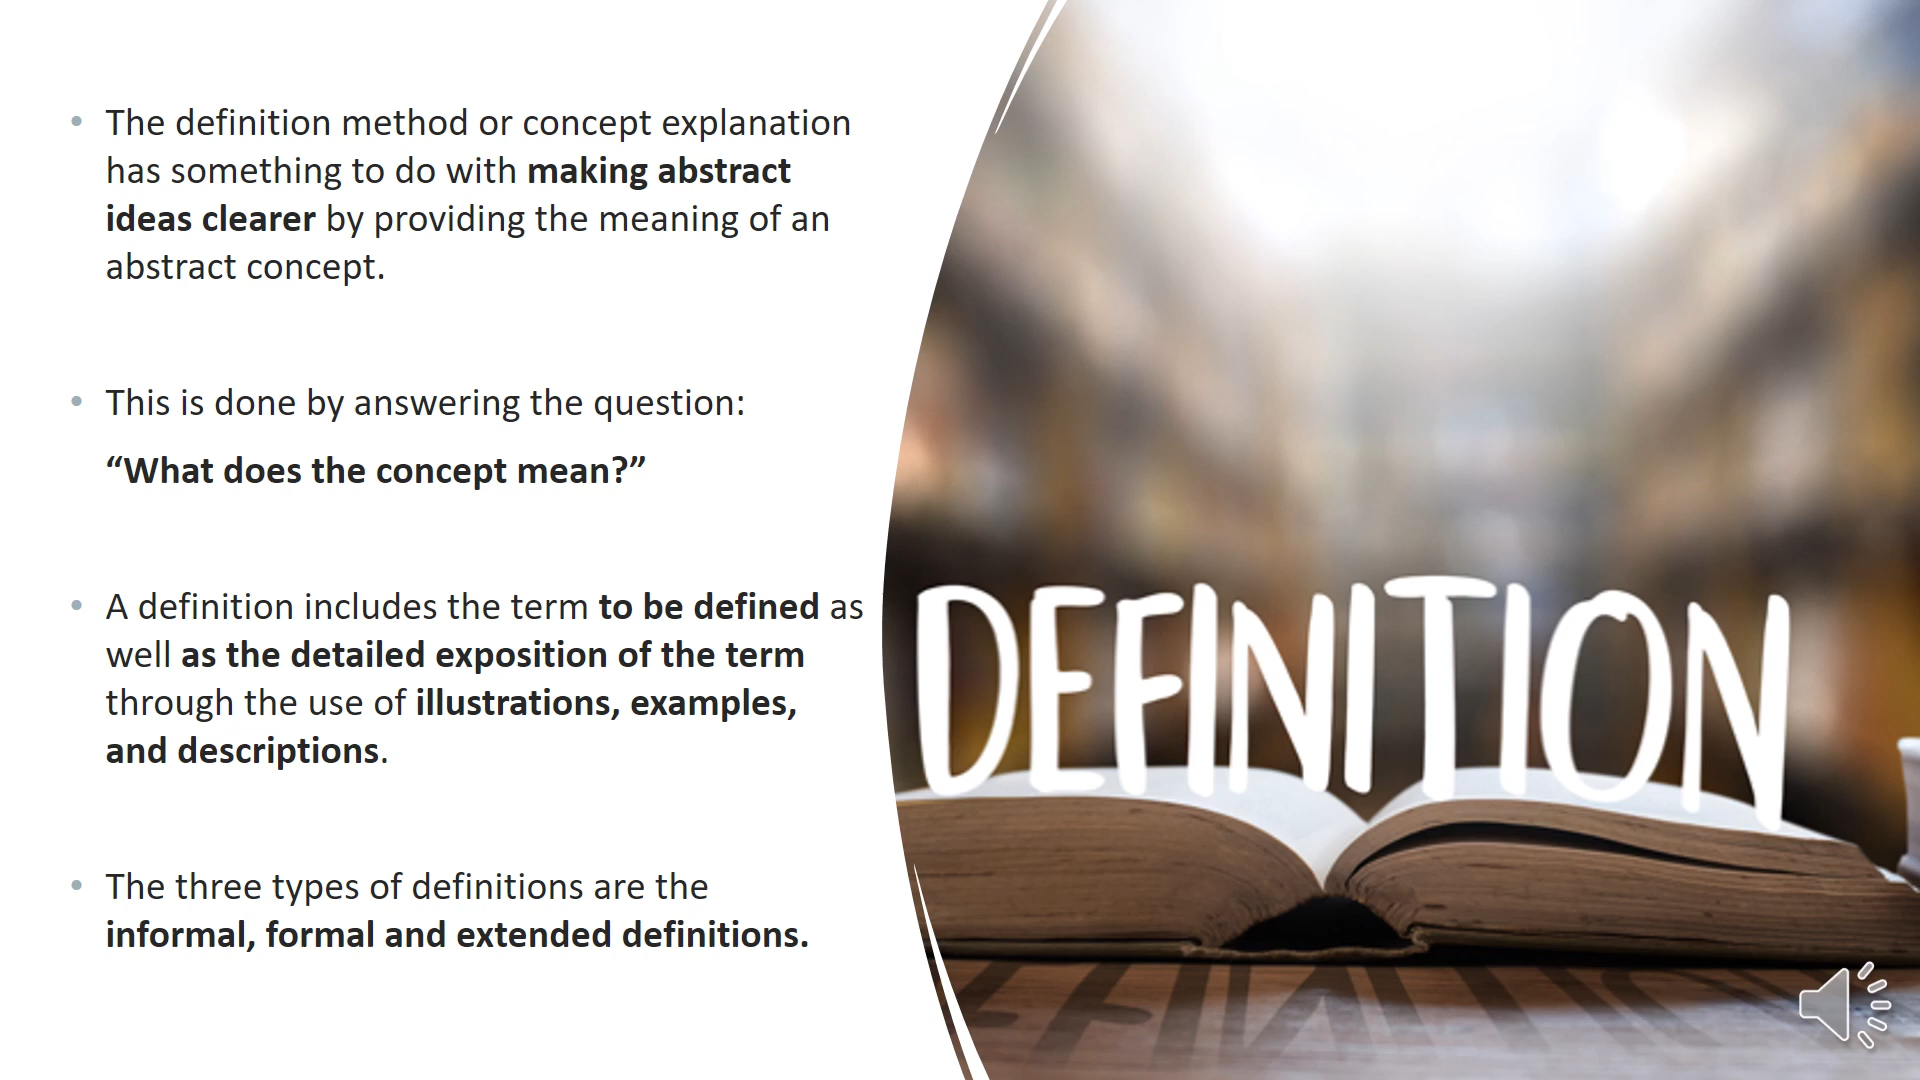 • The definition method or concept explanation
has something to do with making abstract
ideas clearer by providing the meaning of an
abstract concept.
• This is done by answering the question:
“What does the concept mean?”
• A definition includes the term to be defined as
well as the detailed exposition of the term
through the use of illustrations, examples,
and descriptions.
• The three types of definitions are the
informal, formal and extended definitions.
DEFINITION